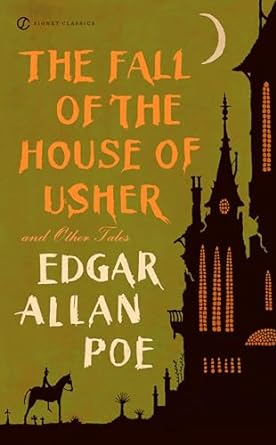 SIGNET CLASSICS
THE FALL
OF THE
HOUSE OF
USHER
and Other Tales
EDGAR
ALLAN
POE